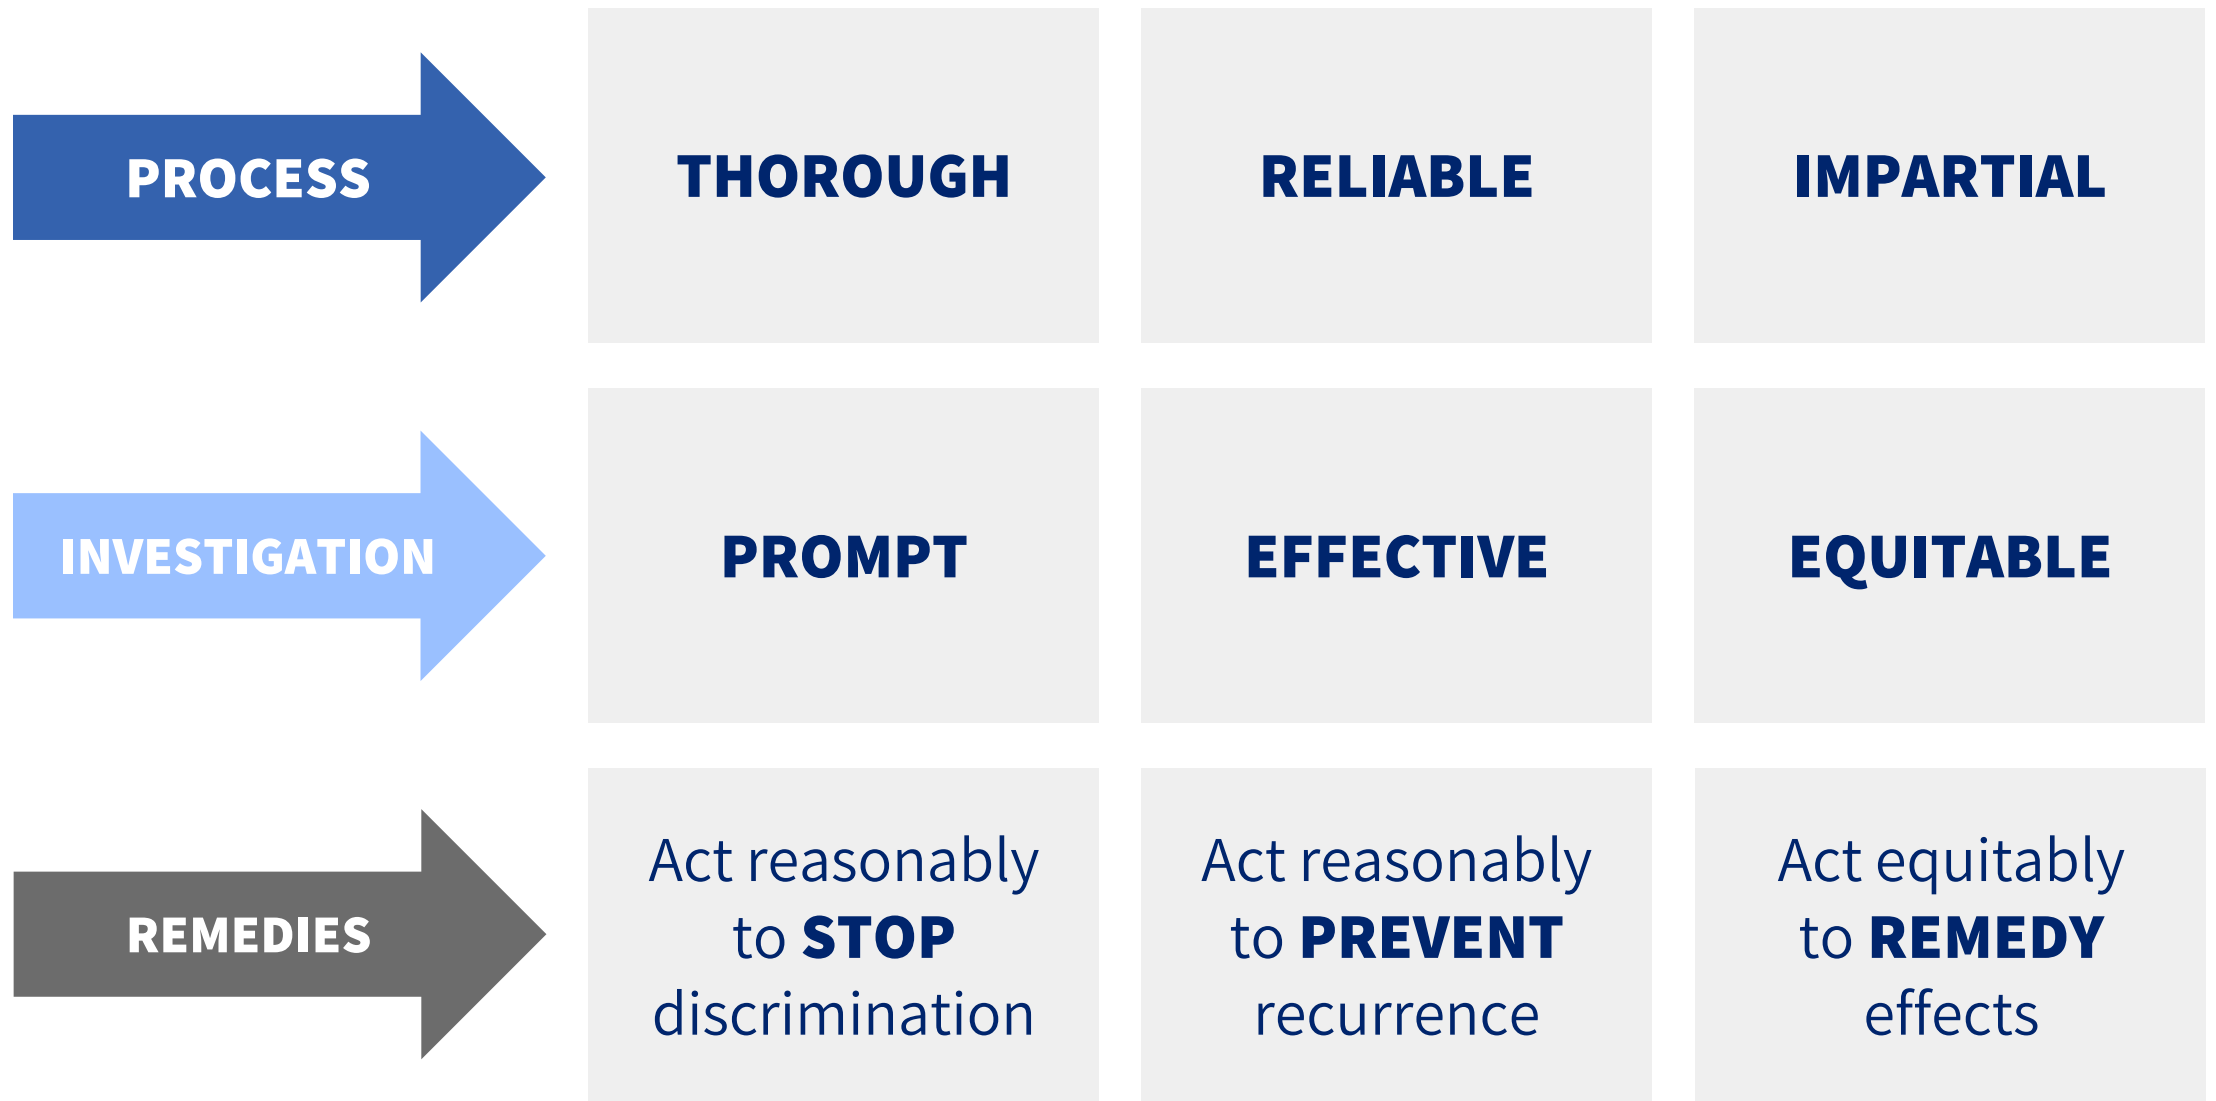 PROCESS
THOROUGH
RELIABLE
IMPARTIAL
INVESTIGATION
PROMPT
EFFECTIVE
EQUITABLE
REMEDIES
Act reasonably
to STOP
discrimination
Act reasonably
to PREVENT
recurrence
Act equitably
to REMEDY
effects